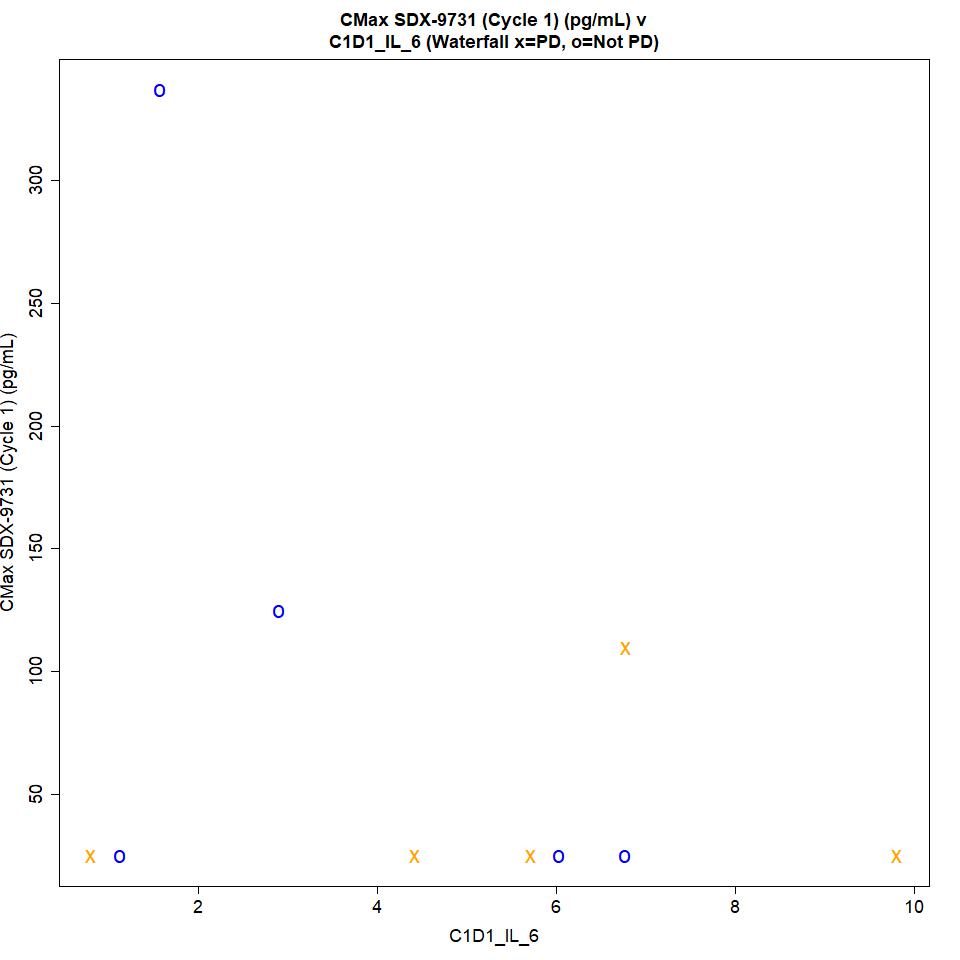 CMax SDX-9731 (Cycle 1) (pg/mL) v
C1D1_IL_6 (Waterfall x=PD, o=Not PD)
CMax SDX-9731 (Cycle 1) (pg/mL)
300
250
200
150
100
50
O
O
X
X
O
X
X
O
O
X
2
4
6
8
10
C1D1_IL_6